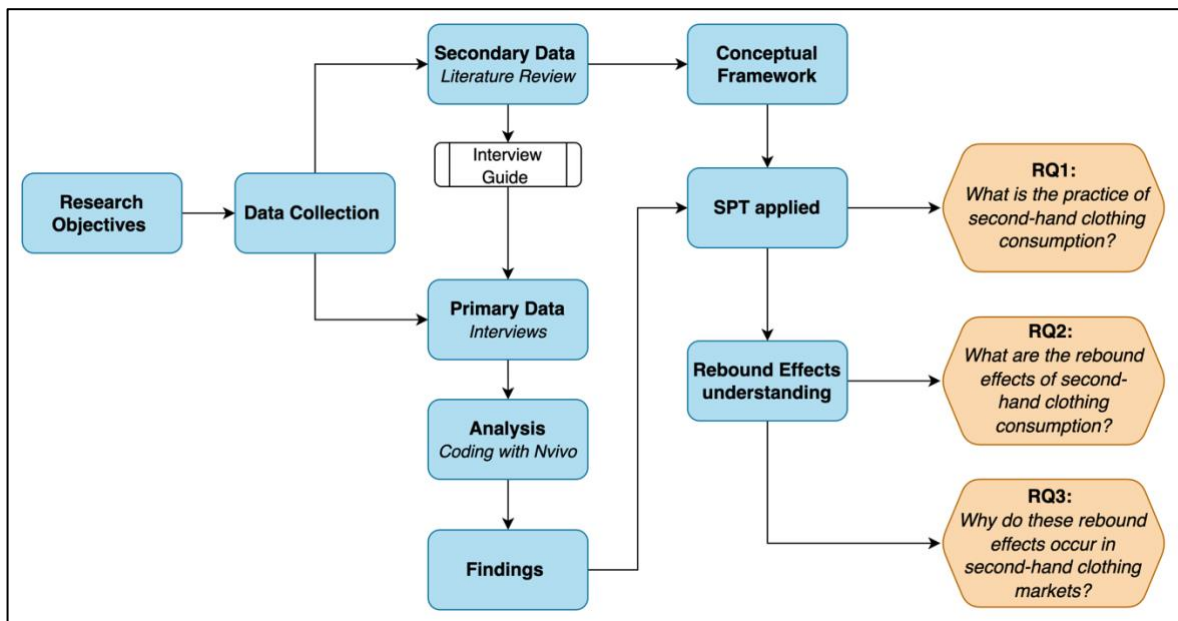 Secondary Data
Literature Review
Conceptual
Framework
Interview
Guide
Research
Objectives
Data Collection
SPT applied
RQ1:
What is the practice of
second-hand clothing
consumption?
Primary Data
Interviews
Rebound Effects
understanding
RQ2:
What are the rebound
effects of second-
hand clothing
consumption?
Analysis
Coding with Nvivo
Findings
RQ3:
Why do these rebound
effects occur in
second-hand clothing
markets?